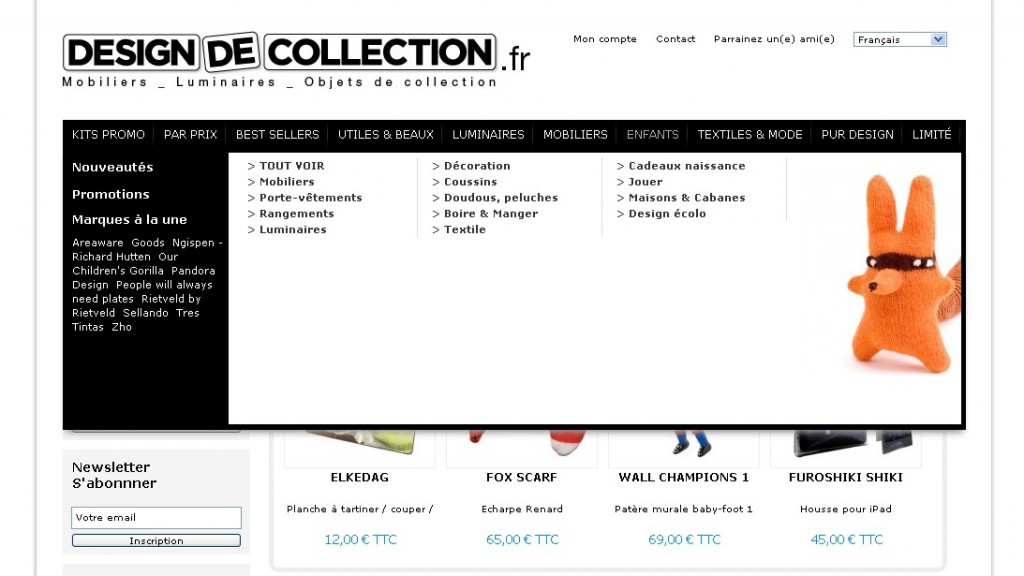 DESIGN DE COLLECTION.fr
Mobiliers _ Luminaires _ Objets de collection
Mon compte
Contact
Parrainez un(e) ami(e)
Français
KITS PROMO
PAR PRIX
BEST SELLERS
UTILES & BEAUX
LUMINAIRES
MOBILIERS
ENFANTS
TEXTILES & MODE
PUR DESIGN
LIMITÉ
Nouveautés
Promotions
Marques à la une
Areaware Goods Ngispen -
Richard Hutten Our
Children's Gorilla Pandora
Design People will always
need plates Rietveld by
Rietveld Sellando Tres
Tintas Zho
> TOUT VOIR
> Mobiliers
> Porte-vêtements
> Rangements
> Luminaires
> Décoration
> Coussins
> Doudous, peluches
> Boire & Manger
> Textile
> Cadeaux naissance
> Jouer
> Maisons & Cabanes
> Design écolo
Newsletter
S'abonnner
Votre email
Inscription
ELKEDAG
Planche à tartiner / couper /
12,00 € TTC
FOX SCARF
Echarpe Renard
65,00 € TTC
WALL CHAMPIONS 1
Patère murale baby-foot 1
69,00 € TTC
FUROSHIKI SHIKI
Housse pour iPad
45,00 € TTC